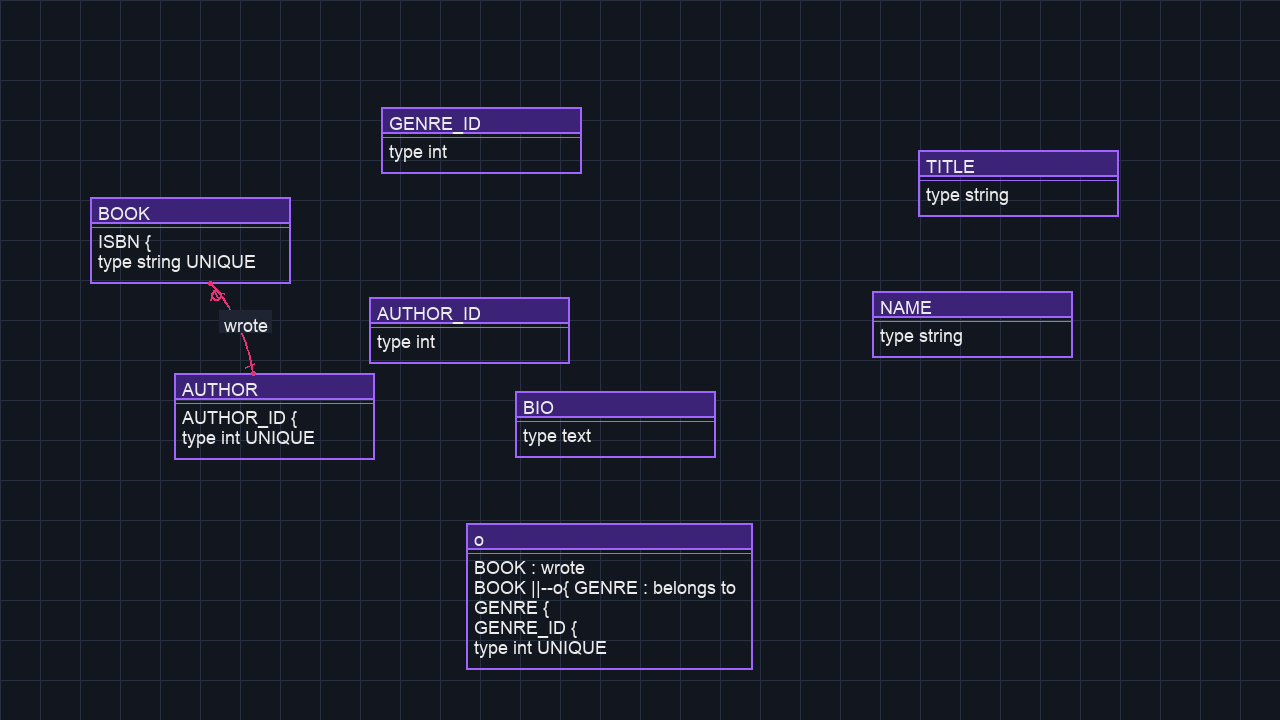 GENRE_ID
type int
TITLE
type string
BOOK
ISBN {
type string UNIQUE
wrote
AUTHOR_ID
type int
NAME
type string
AUTHOR
AUTHOR_ID {
type int UNIQUE
BIO
type text
o
BOOK : wrote
BOOK ||--o{ GENRE : belongs to
GENRE {
GENRE_ID {
type int UNIQUE